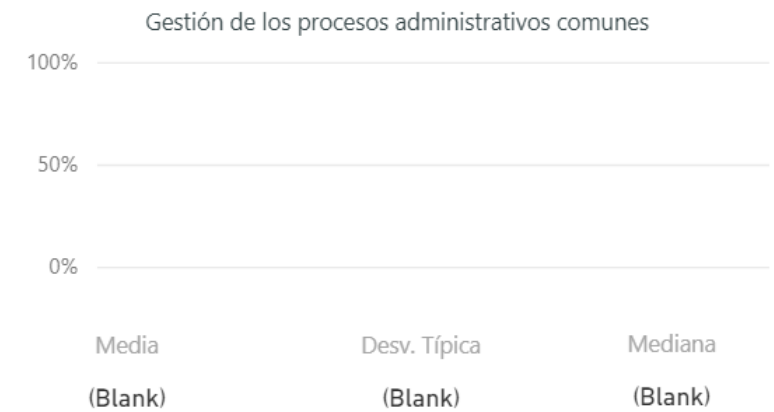 Gestión de los procesos administrativos comunes
100%
50%
0%
Media Desv. Típica Mediana
(Blank) (Blank) (Blank)